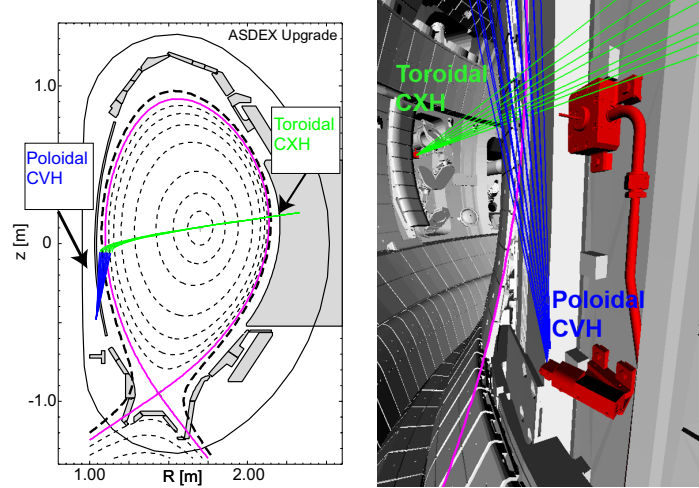 ASDEX Upgrade
1.0
Toroidal
CXH
Poloidal
CVH
z [m]
0
-1.0
1.00
R [m]
2.00
Toroidal
CXH
Poloidal
CVH